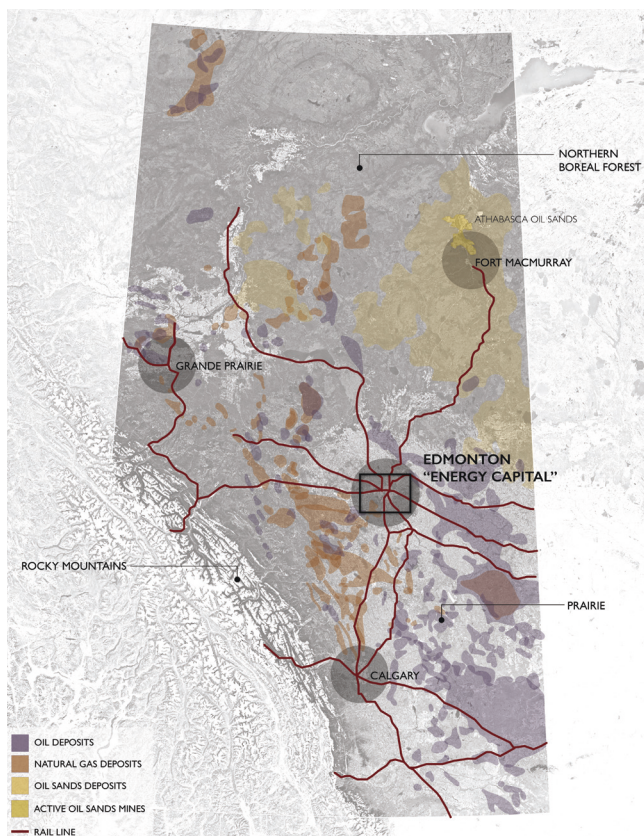 NORTHERN
BOREAL FOREST
ATHABASCA OIL SANDS
FORT MACMURRAY
GRANDE PRAIRIE
EDMONTON
"ENERGY CAPITAL"
ROCKY MOUNTAINS
PRAIRIE
CALGARY
OIL DEPOSITS
NATURAL GAS DEPOSITS
OIL SANDS DEPOSITS
ACTIVE OIL SANDS MINES
RAIL LINE